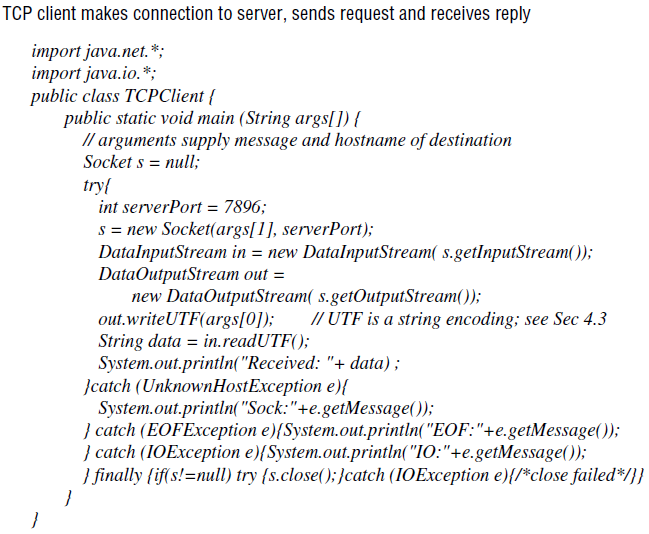 TCP client makes connection to server, sends request and receives reply
import java.net.*;
import java.io.*;
public class TCPClient {
public static void main (String args[]) {
// arguments supply message and hostname of destination
Socket s = null;
try{
int serverPort = 7896;
s = new Socket(args[1], serverPort);
DataInputStream in = new DataInputStream( s.getInputStream());
DataOutputStream out =
new DataOutputStream( s.getOutputStream());
out.writeUTF(args[0]); // UTF is a string encoding; see Sec 4.3
String data = in.readUTF();
System.out.println("Received: "+ data) ;
}catch (UnknownHostException e){
System.out.println("Sock:"+e.getMessage());
} catch (EOFException e){System.out.println("EOF:"+e.getMessage());
} catch (IOException e){System.out.println("IO:"+e.getMessage());
} finally {if(s!=null) try {s.close();}catch (IOException e){/*close failed*/}}
}
}